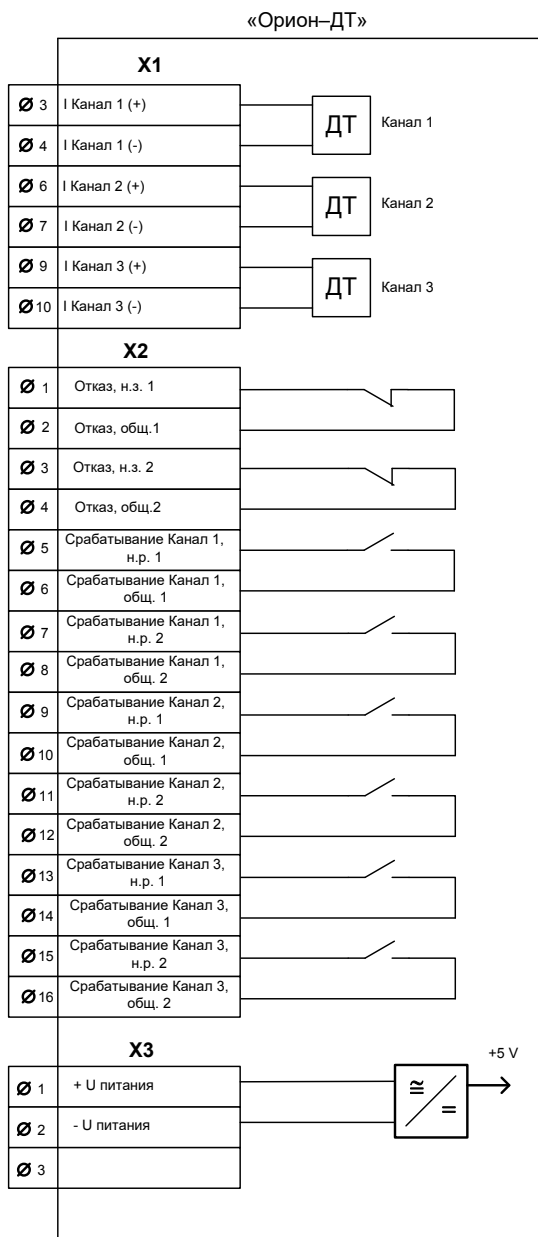 «Орион–ДТ»
X1
3 I Канал 1 (+)
4 I Канал 1 (-)
ДТ Канал 1
6 I Канал 2 (+)
7 I Канал 2 (-)
ДТ Канал 2
9 I Канал 3 (+)
10 I Канал 3 (-)
ДТ Канал 3
X2
1 Отказ, н.з. 1
2 Отказ, общ.1
3 Отказ, н.з. 2
4 Отказ, общ.2
5 Срабатывание Канал 1,
н.р. 1
6 Срабатывание Канал 1,
общ. 1
7 Срабатывание Канал 1,
н.р. 2
8 Срабатывание Канал 1,
общ. 2
9 Срабатывание Канал 2,
н.р. 1
10 Срабатывание Канал 2,
общ. 1
11 Срабатывание Канал 2,
н.р. 2
12 Срабатывание Канал 2,
общ. 2
13 Срабатывание Канал 3,
н.р. 1
14 Срабатывание Канал 3,
общ. 1
15 Срабатывание Канал 3,
н.р. 2
16 Срабатывание Канал 3,
общ. 2
X3
+5 V
1 + U питания
2 - U питания
3